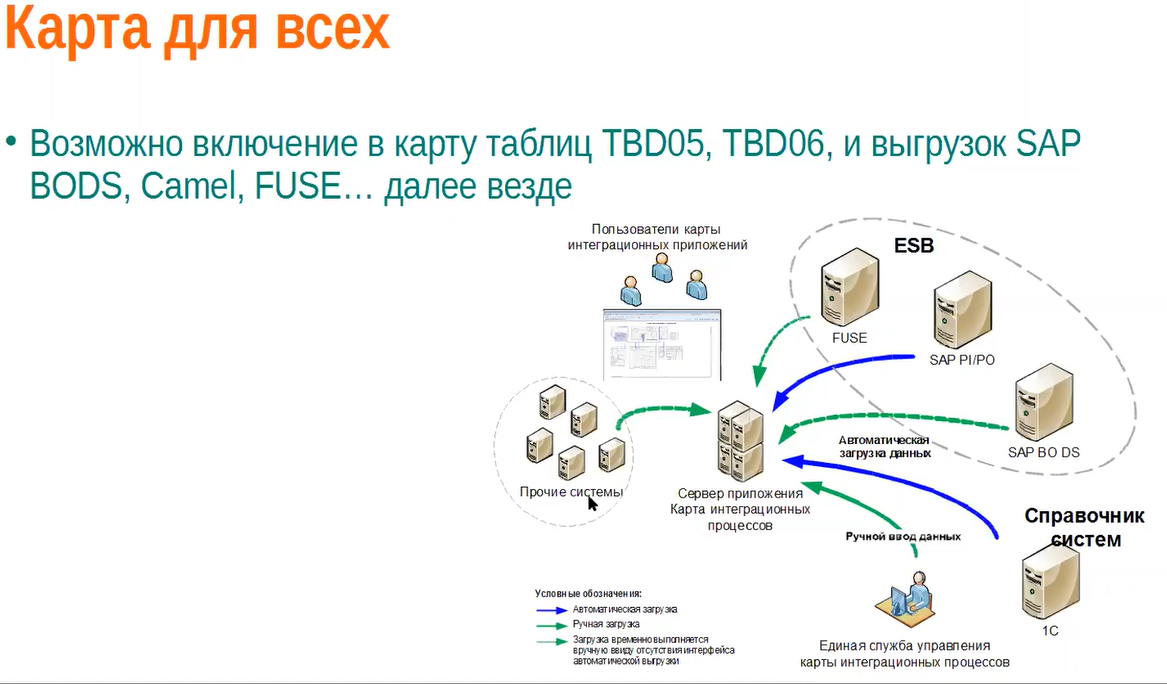 Карта для всех
• Возможно включение в карту таблиц TBD05, TBD06, и выгрузок SAP
BODS, Camel, FUSE… далее везде
Пользователи карты
интеграционных приложений
ESB
FUSE
SAP PI/PO
SAP BO DS
Автоматическая
загрузка данных
Прочие системы
Сервер приложения
Карта интеграционных
процессов
Ручной ввод данных
Справочник
систем
1С
Единая служба управления
карты интеграционных процессов
Условные обозначения:
Автоматическая загрузка
Ручная загрузка
Загрузка временно выполняется
вручную ввиду отсутствия интерфейса
автоматической выгрузки